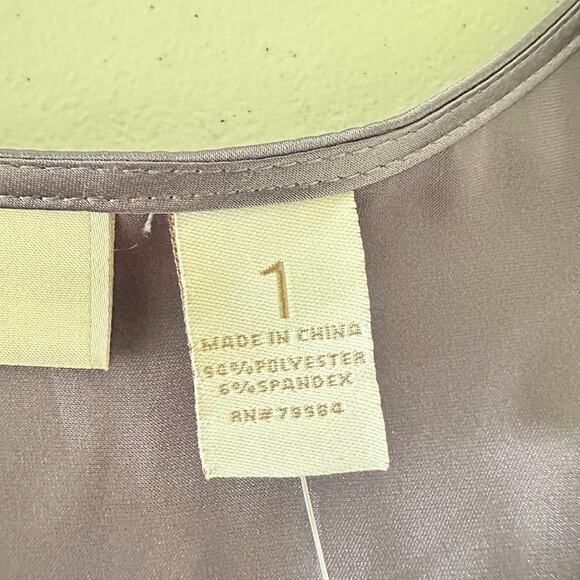 1
MADE IN CHINA
94%POLYESTER
6%SPANDEX
RN#79984